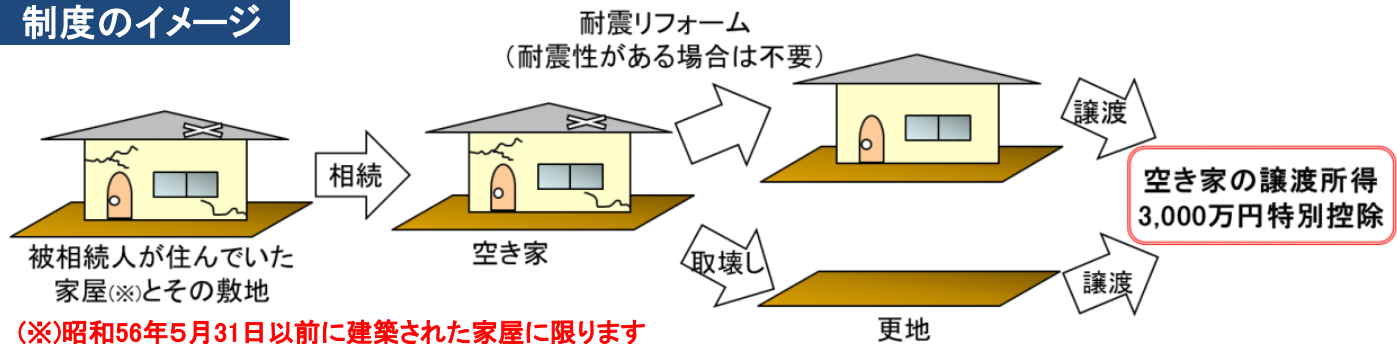 制度のイメージ
耐震リフォーム
（耐震性がある場合は不要）
被相続人が住んでいた
家屋(※)とその敷地
相続
空き家
取壊し
更地
譲渡
譲渡
空き家の譲渡所得
3,000万円特別控除
(※)昭和56年５月31日以前に建築された家屋に限ります